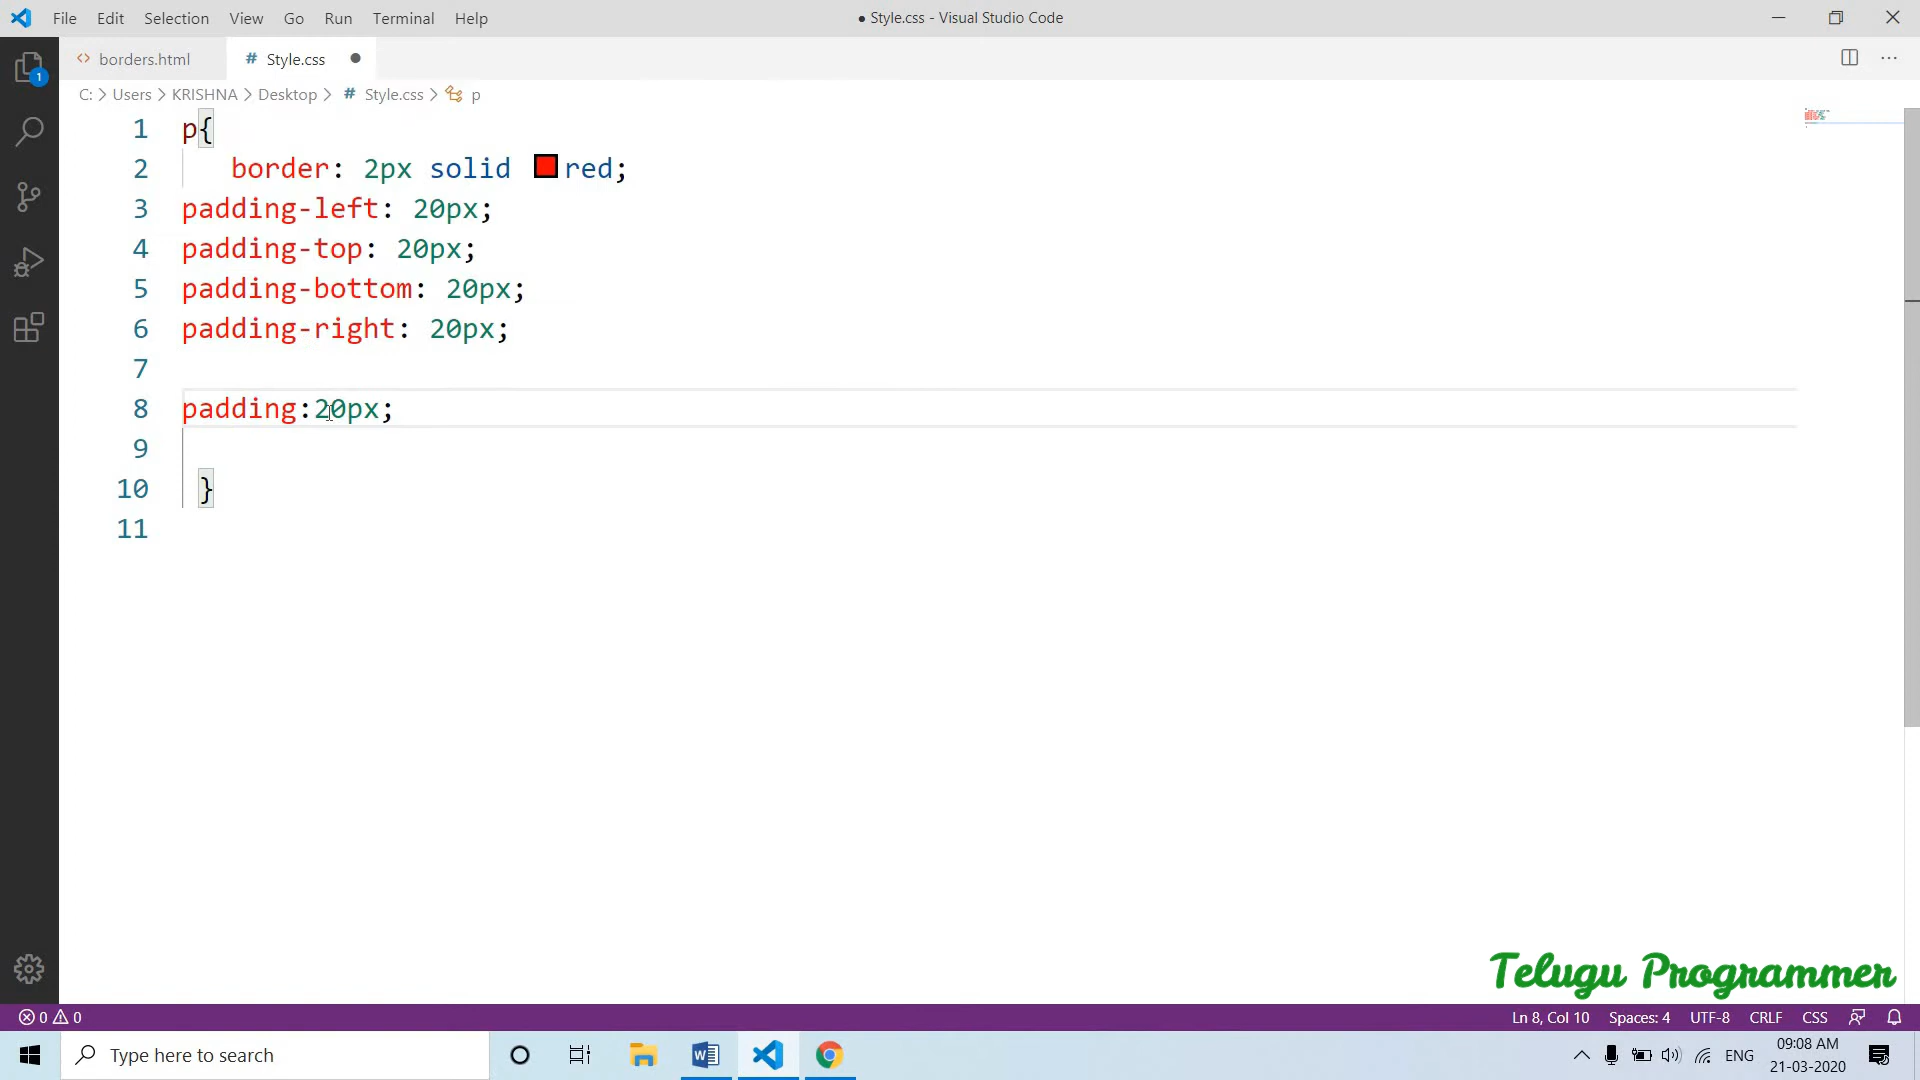 File Edit Selection View Go Run Terminal Help
● Style.css - Visual Studio Code
1
<> borders.html
# Style.css ●
C: > Users > KRISHNA > Desktop > # Style.css > p
1 p{
2 border: 2px solid red;
3 padding-left: 20px;
4 padding-top: 20px;
5 padding-bottom: 20px;
6 padding-right: 20px;
7
8 padding:20px;
9
10 }
11
Telugu Programmer
0 0
Ln 8, Col 10 Spaces: 4 UTF-8 CRLF CSS
Type here to search
ENG
09:08 AM
21-03-2020